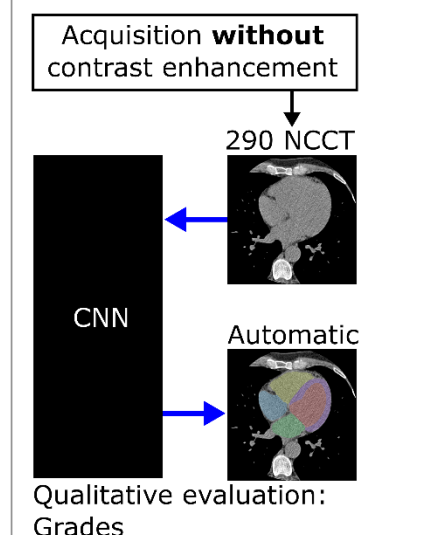 Acquisition without
contrast enhancement
290 NCCT
CNN
Automatic
Qualitative evaluation:
Grades